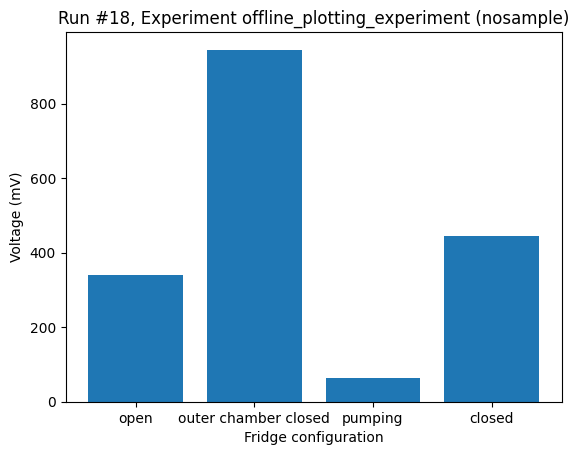 Run #18, Experiment offline_plotting_experiment (nosample)
800
600
400
200
0
Voltage (mV)
open outer chamber closed pumping closed
Fridge configuration